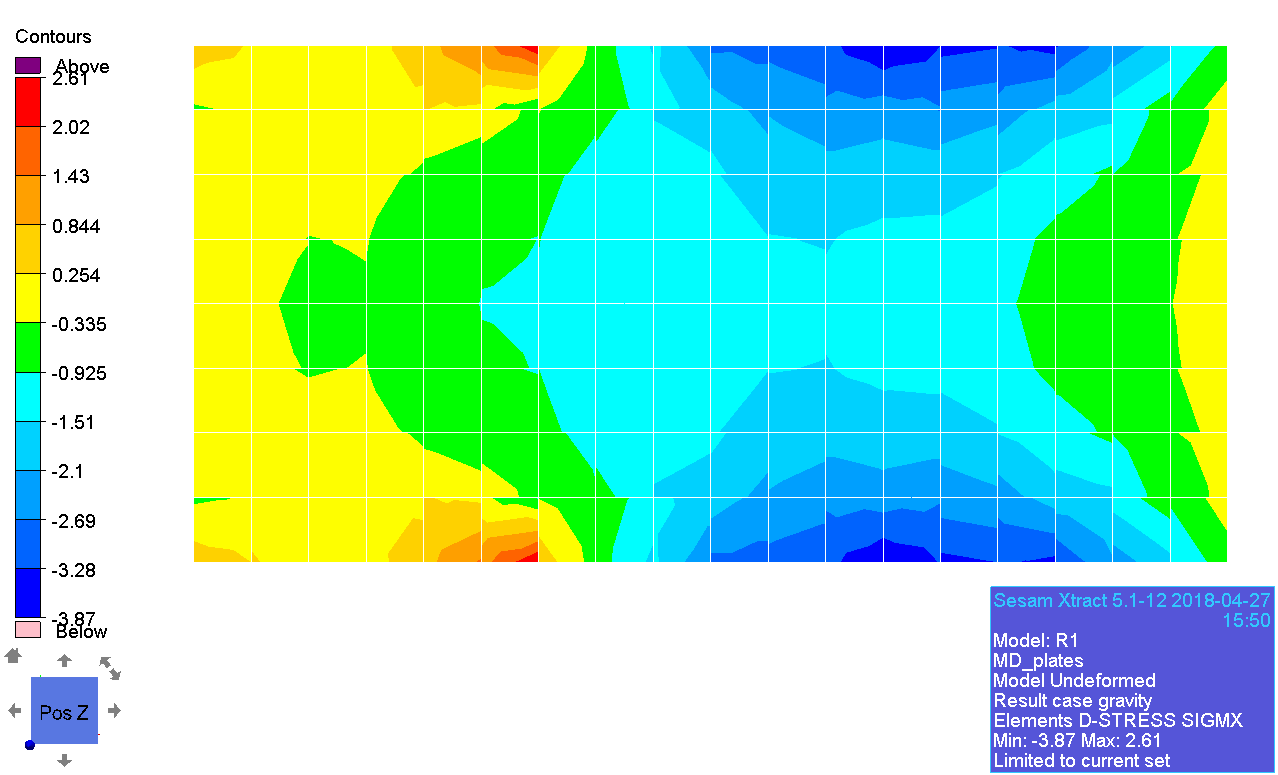 Contours
Above
2.61
2.02
1.43
0.844
0.254
-0.335
-0.925
-1.51
-2.1
-2.69
-3.28
-3.87
Below
Pos Z
Sesam Xtract 5.1-12 2018-04-27
15:50
Model: R1
MD_plates
Model Undeformed
Result case gravity
Elements D-STRESS SIGMX
Min: -3.87 Max: 2.61
Limited to current set